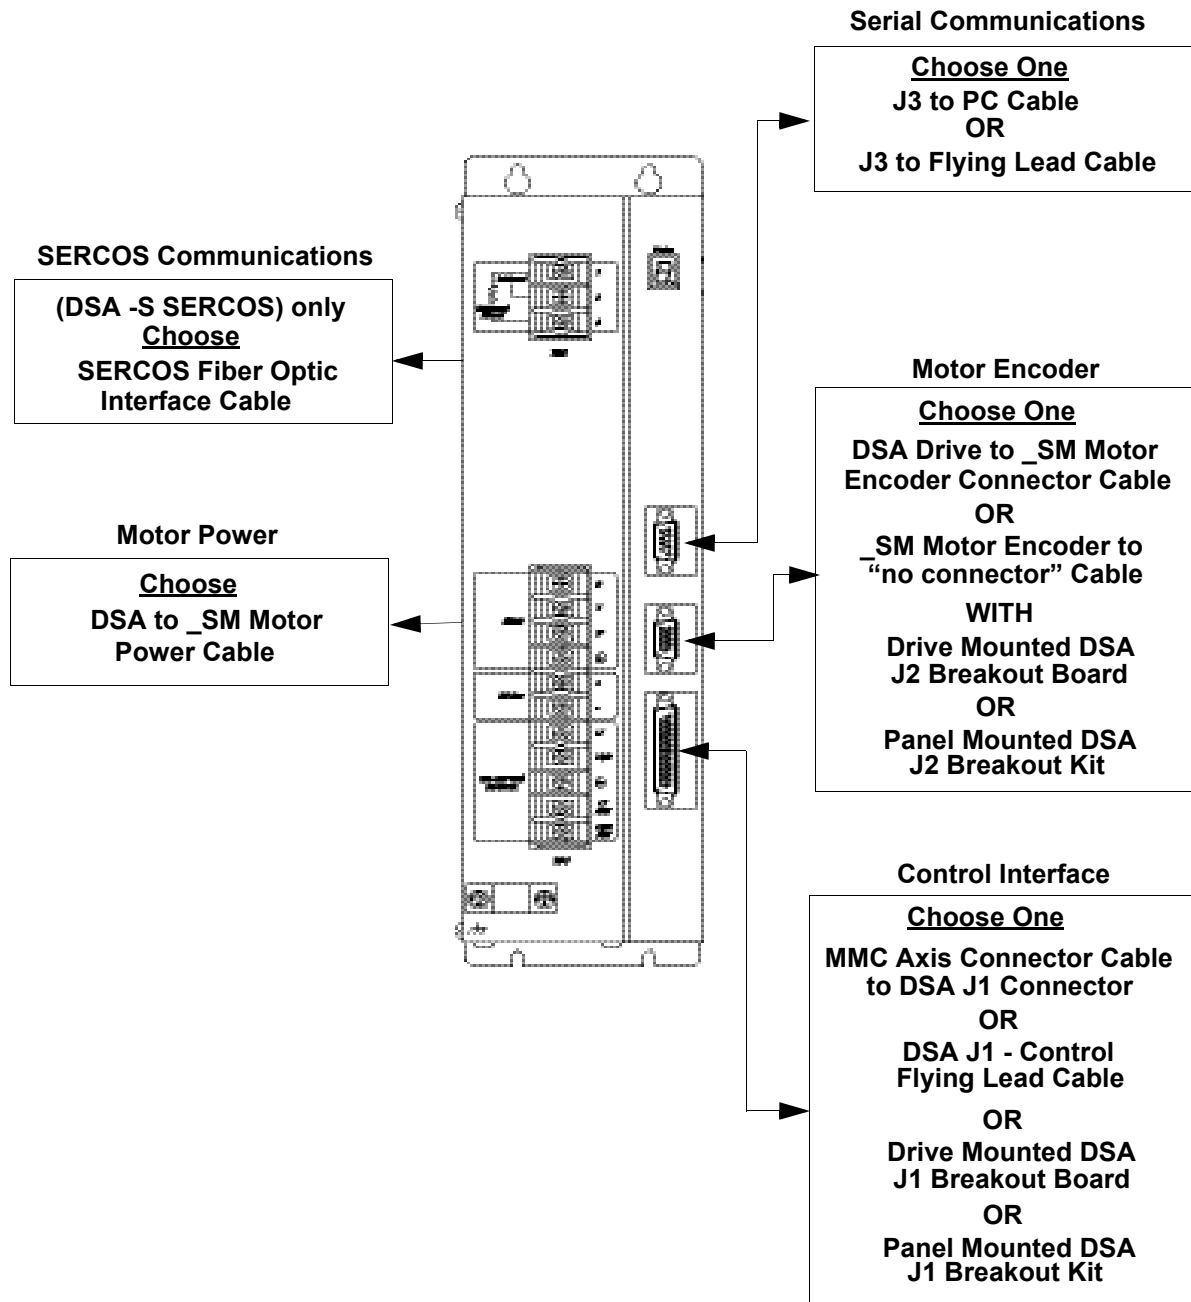 Serial Communications
Choose One
J3 to PC Cable
OR
J3 to Flying Lead Cable
SERCOS Communications
(DSA -S SERCOS) only
Choose
SERCOS Fiber Optic
Interface Cable
Motor Encoder
Choose One
DSA Drive to _SM Motor
Encoder Connector Cable
OR
_SM Motor Encoder to
“no connector” Cable
WITH
Drive Mounted DSA
J2 Breakout Board
OR
Panel Mounted DSA
J2 Breakout Kit
Motor Power
Choose
DSA to _SM Motor
Power Cable
Control Interface
Choose One
MMC Axis Connector Cable
to DSA J1 Connector
OR
DSA J1 - Control
Flying Lead Cable
OR
Drive Mounted DSA
J1 Breakout Board
OR
Panel Mounted DSA
J1 Breakout Kit